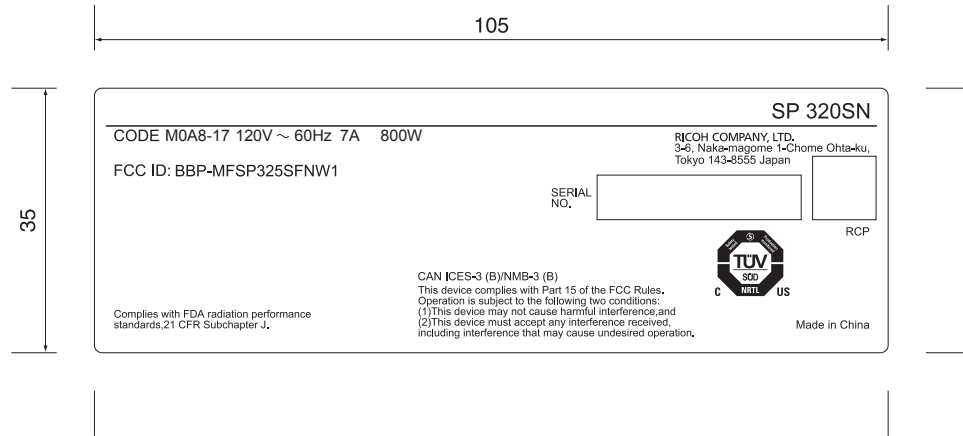 105
35
SP 320SN
CODE M0A8-17 120V ~ 60Hz 7A 800W
RICOH COMPANY, LTD.
3-6, Naka-magome 1-Chome Ohta-ku,
Tokyo 143-8555 Japan
FCC ID: BBP-MFSP325SFNW1
SERIAL
NO.
RCP
TÜV
SÜD
C NRTL US
CAN ICES-3 (B)/NMB-3 (B)
This device complies with Part 15 of the FCC Rules.
Operation is subject to the following two conditions:
(1)This device may not cause harmful interference,and
(2)This device must accept any interference received,
including interference that may cause undesired operation.
Complies with FDA radiation performance
standards,21 CFR Subchapter J.
Made in China